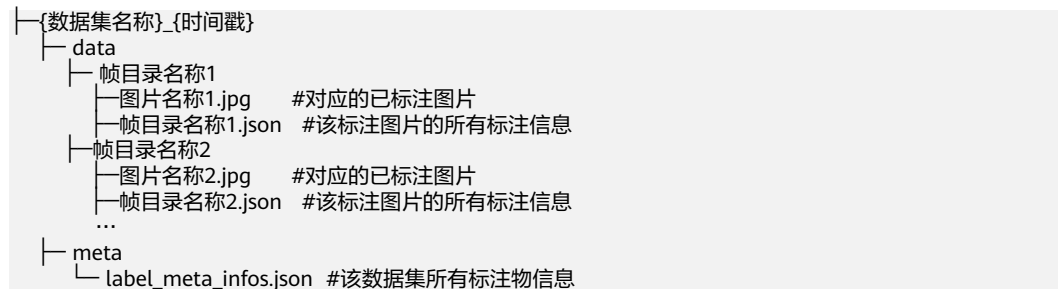 ├─{数据集名称}_{时间戳}
├─ data
├─ 帧目录名称1
├─图片名称1.jpg #对应的已标注图片
├─帧目录名称1.json #该标注图片的所有标注信息
├─帧目录名称2
├─图片名称2.jpg #对应的已标注图片
├─帧目录名称2.json #该标注图片的所有标注信息
...
├─ meta
└─ label_meta_infos.json #该数据集所有标注物信息